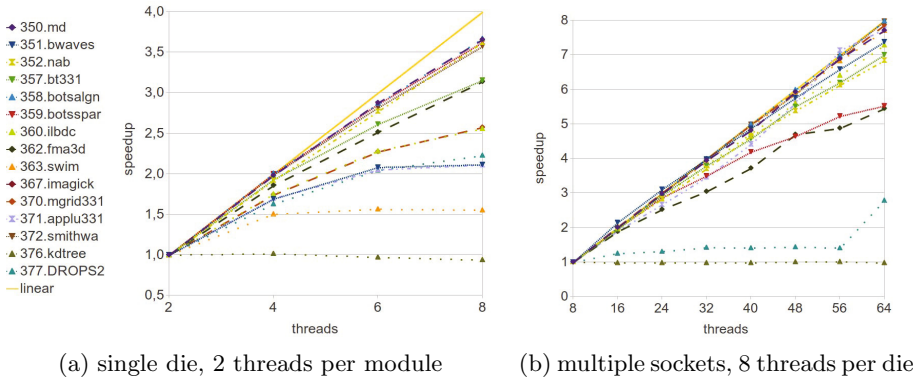 350.md
351.bwaves
352.nab
357.bt331
358.botsalgn
359.botsspar
360.ilbdc
362.fma3d
363.swim
367.imagick
370.mgrid331
371.applu331
372.smithwa
376.kdtree
377.DROPS2
linear
speedup
4,0
3,5
3,0
2,5
2,0
1,5
1,0
0,5
2 4 6 8
threads
(a) single die, 2 threads per module
speedup
8
7
6
5
4
3
2
1
0
8 16 24 32 40 48 56 64
threads
(b) multiple sockets, 8 threads per die